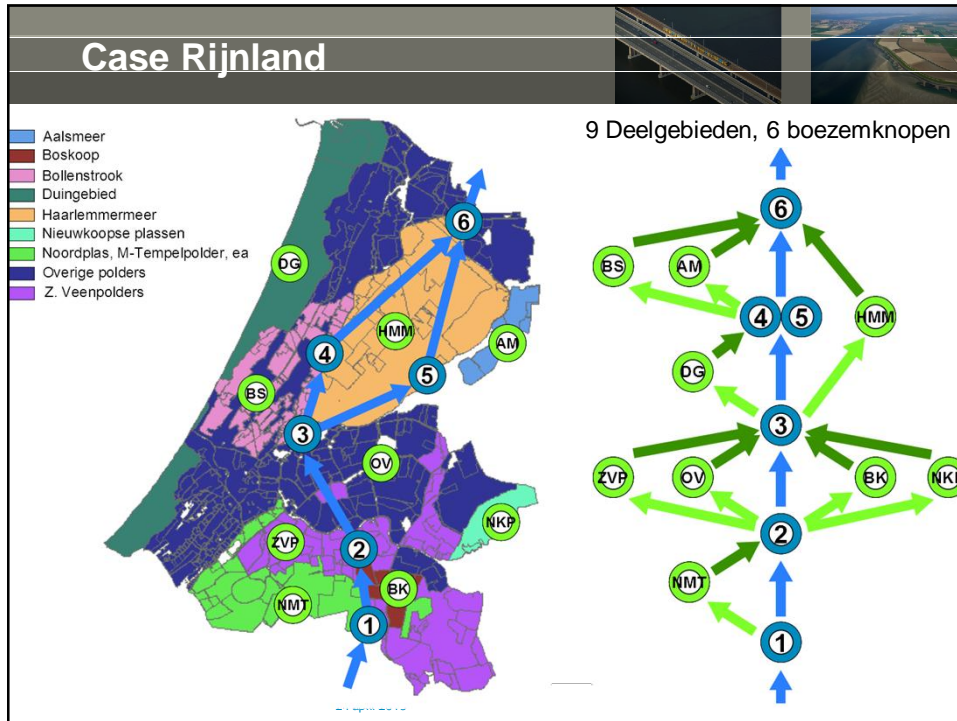 Case Rijnland
9 Deelgebieden, 6 boezemknopen
Aalsmeer
Boskoop
Bollenstrook
Duingebied
Haarlemmermeer
Nieuwkoopse plassen
Noordplas, M-Tempelpolder, ea
Overige polders
Z. Veenpolders
6
DG
HMM
4
AM
5
BS
3
OV
NKP
ZVP
2
BK
NMT
1
6
BS
AM
4
5
HMM
DG
3
ZVP
OV
BK
2
NMT
1